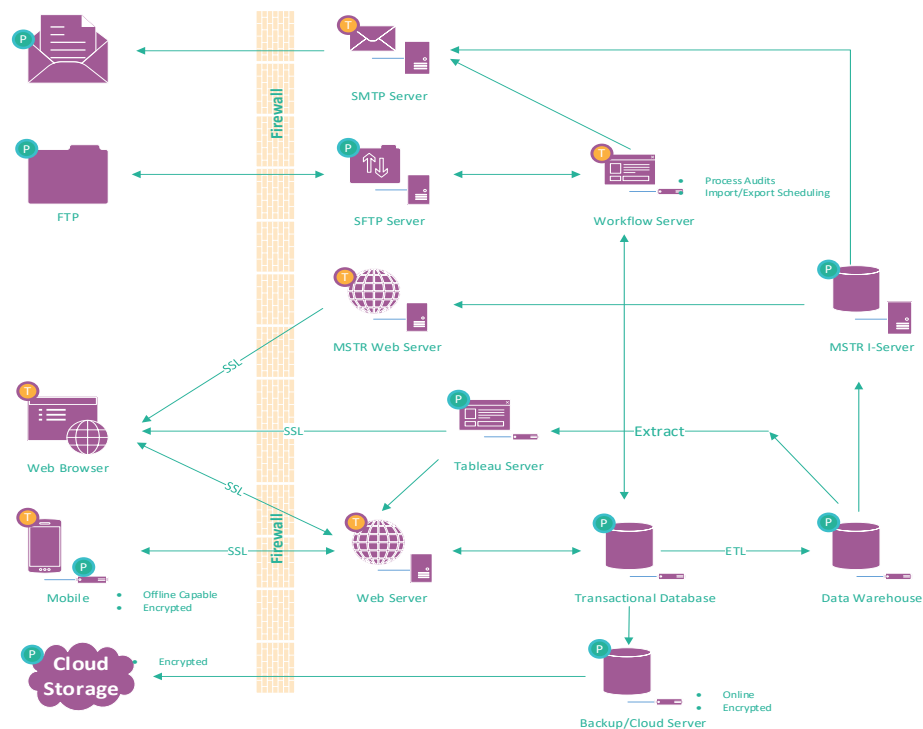 P
T
SMTP Server
Firewall
P
FTP
P
SFTP Server
T
Process Audits
Import/Export Scheduling
Workflow Server
T
MSTR Web Server
P
MSTR I-Server
SSL
T
Web Browser
SSL
P
Tableau Server
Extract
SSL
Firewall
T
P
Mobile
Offline Capable
Encrypted
SSL
T
Web Server
P
Transactional Database
ETL
P
Data Warehouse
P
Cloud
Storage
Encrypted
P
Backup/Cloud Server
Online
Encrypted